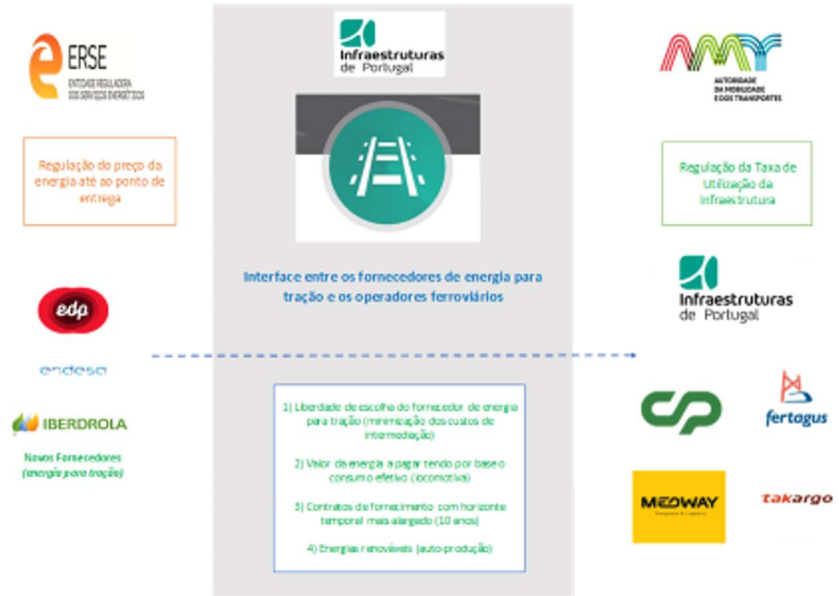 ERSE
ENTIDADE REGULADORA
DOS SERVIÇOS ENERGÉTICOS
Regulação do preço da
energia até ao ponto de
entrega
edp
endesa
IBERDROLA
Novos Fornecedores
(energia para tração)
Infraestruturas
de Portugal
Interface entre os fornecedores de energia para
tração e os operadores ferroviários
1) Liberdade de escolha do fornecedor de energia
para tração (minimização dos custos de
intermediação)
2) Valor da energia a pagar tendo por base o
consumo efetivo (locomotiva)
3) Contratos de fornecimento com horizonte
temporal mais alargado (10 anos)
4) Energias renováveis (auto-produção)
AMT
AUTORIDADE
DA MOBILIDADE
E DOS TRANSPORTES
Regulação da Taxa de
Utilização da
Infraestrutura
Infraestruturas
de Portugal
CP
fertagus
MEDWAY
takargo